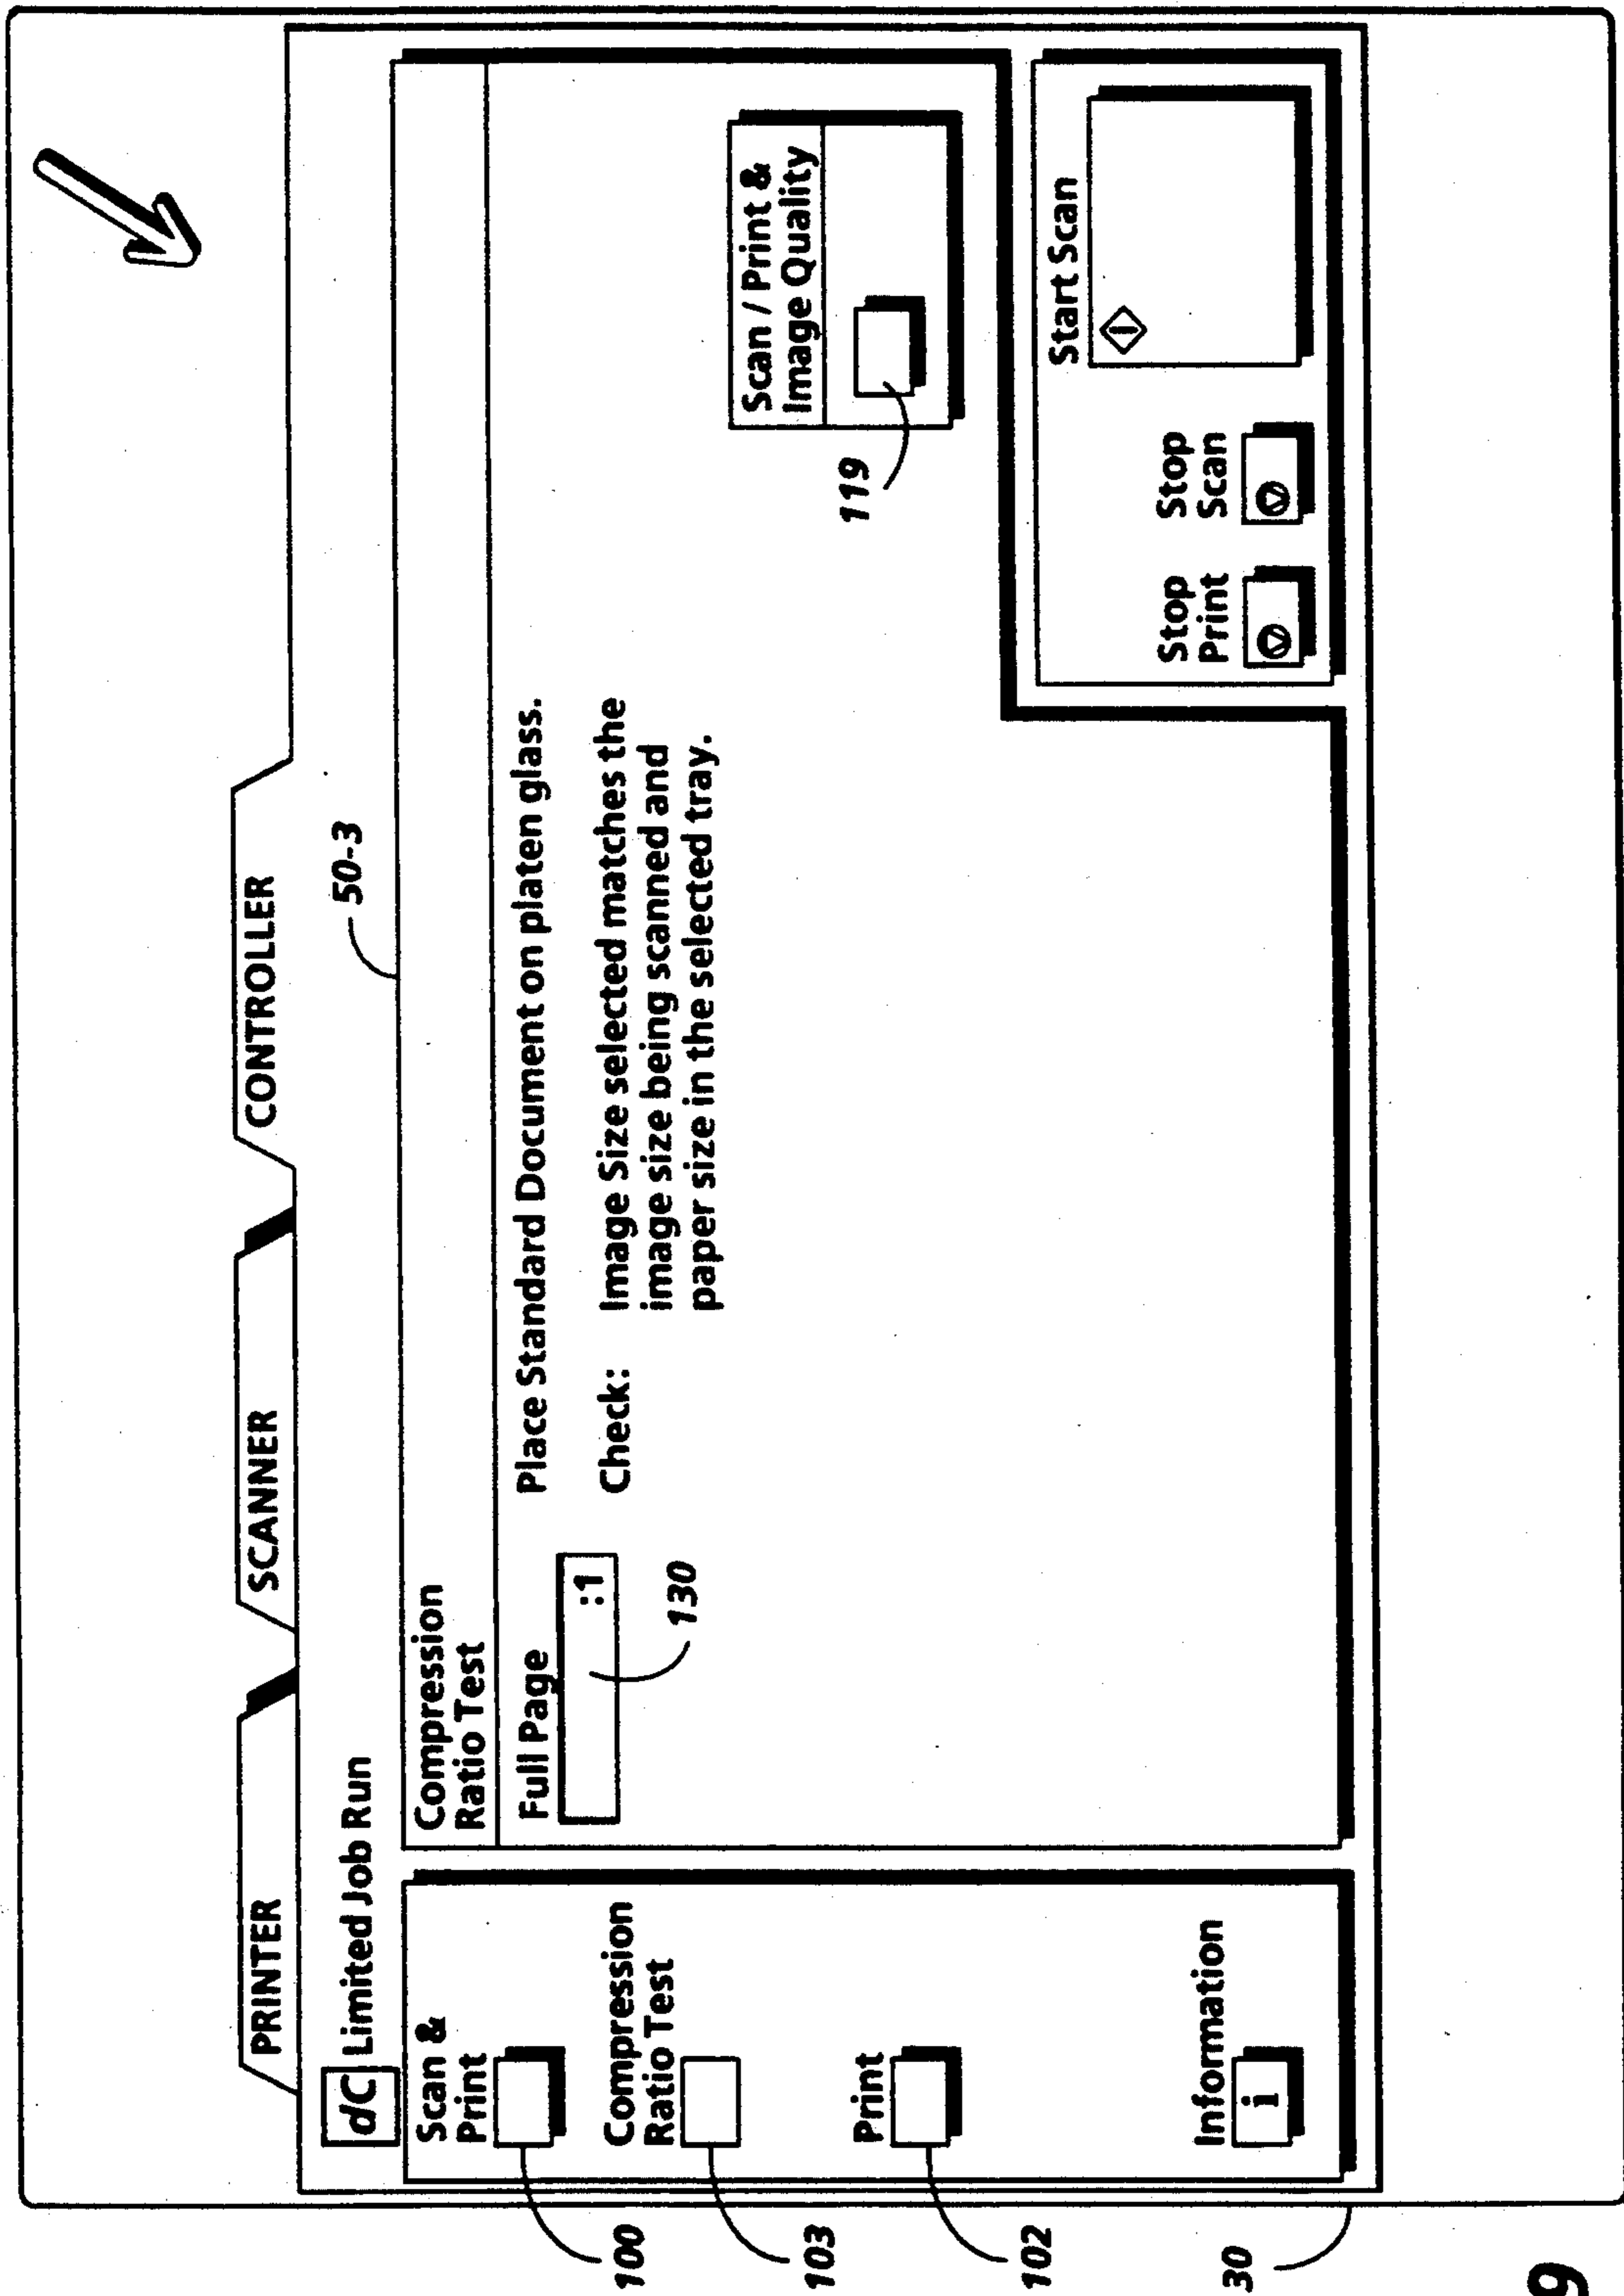 PRINTER
SCANNER
CONTROLLER
dC Limited Job Run
50-3
Scan &
Print
100
Compression
Ratio Test
103
Print
102
Information
i
30
Compression
Ratio Test
Full Page
:1
130
Place Standard Document on platen glass.
Check: Image Size selected matches the
image size being scanned and
paper size in the selected tray.
Scan / Print &
Image Quality
119
Stop
Print
Stop
Scan
Start Scan
9